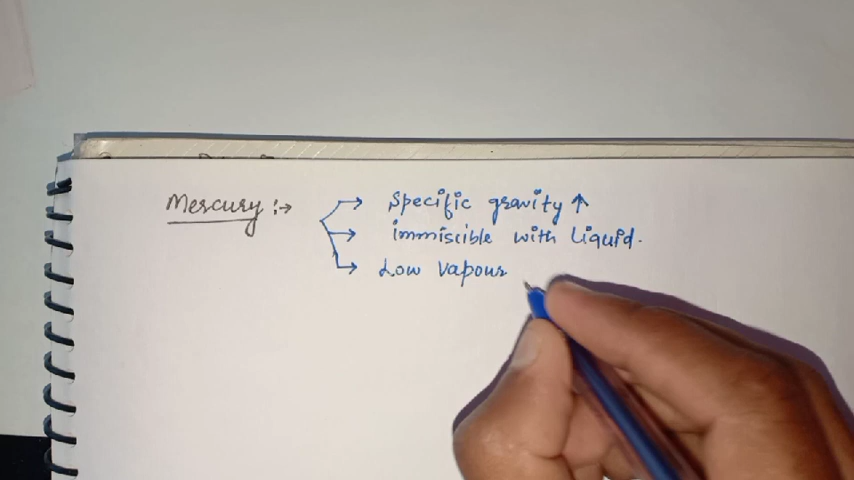 Mercury :→ → Specific gravity ↑
→ immiscible with liquid.
→ Low vapour